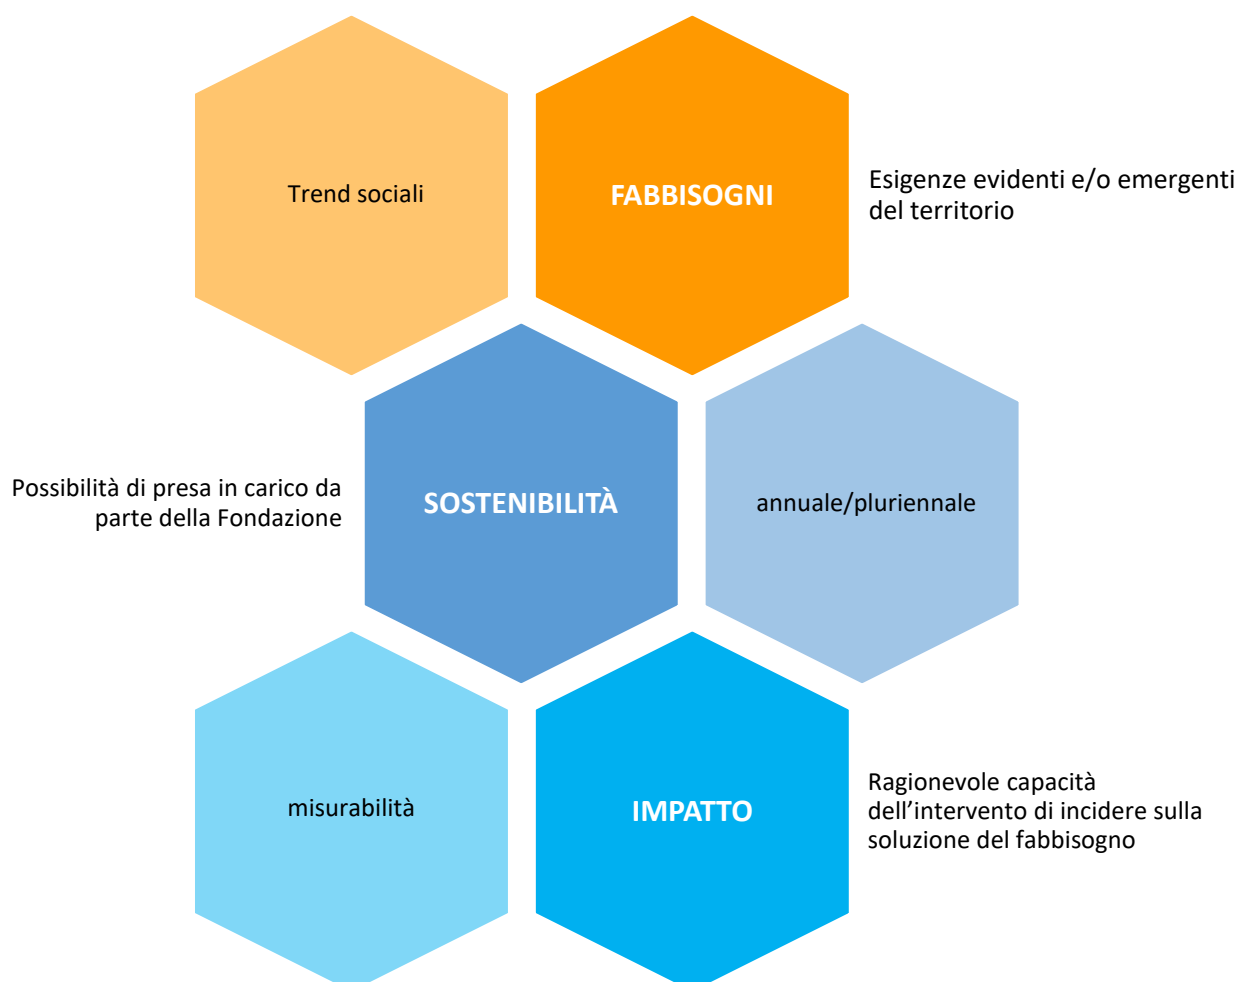 Trend sociali
FABBISOGNI
Esigenze evidenti e/o emergenti
del territorio
Possibilità di presa in carico da
parte della Fondazione
SOSTENIBILITÀ
annuale/pluriennale
misurabilità
IMPATTO
Ragionevole capacità
dell’intervento di incidere sulla
soluzione del fabbisogno